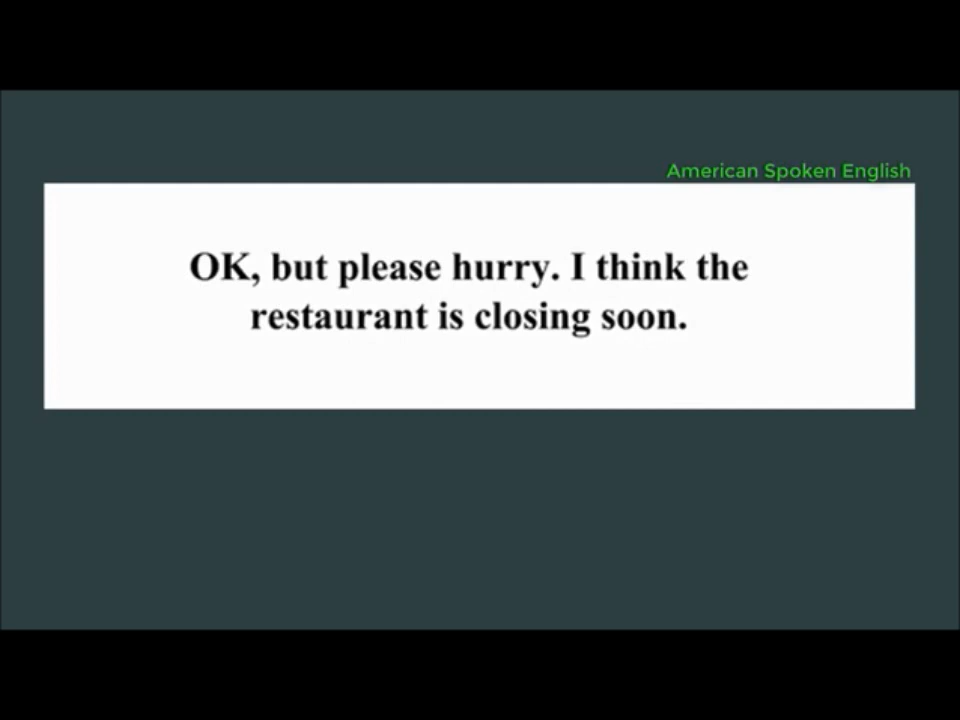 American Spoken English
OK, but please hurry. I think the
restaurant is closing soon.